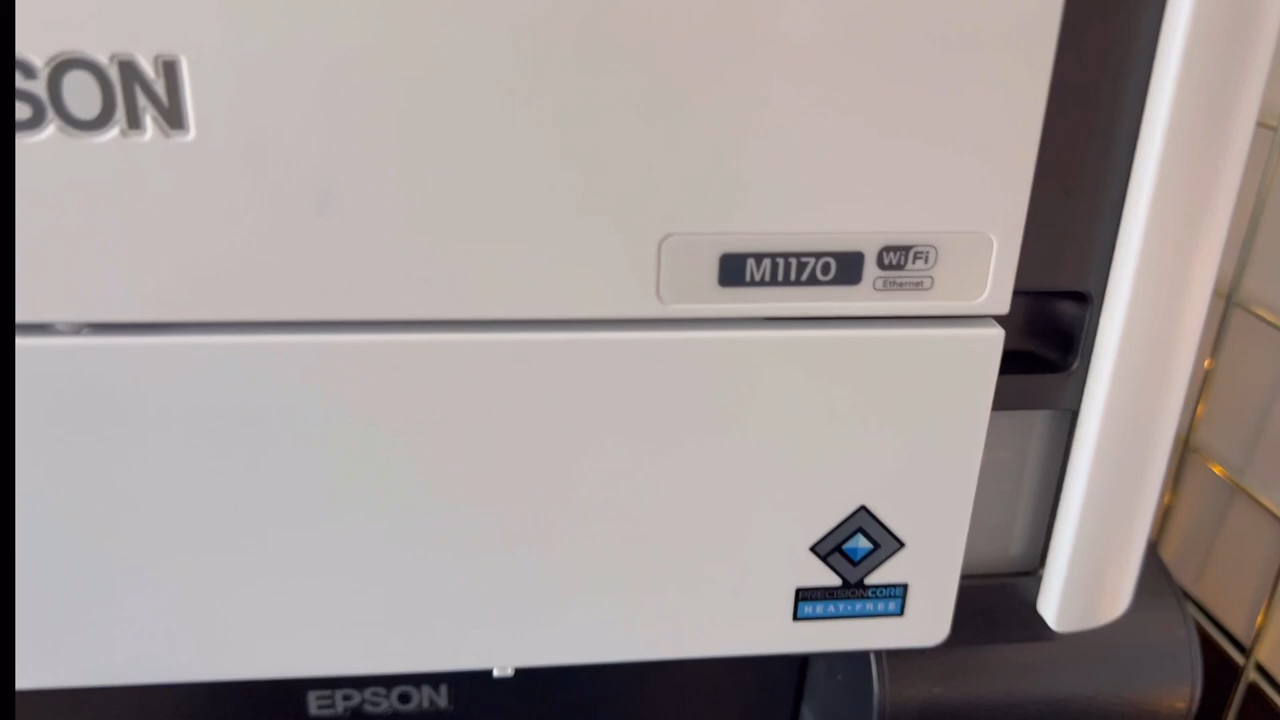 SON
M1170
WiFi
Ethernet
PRECISIONCORE
HEAT•FREE
EPSON